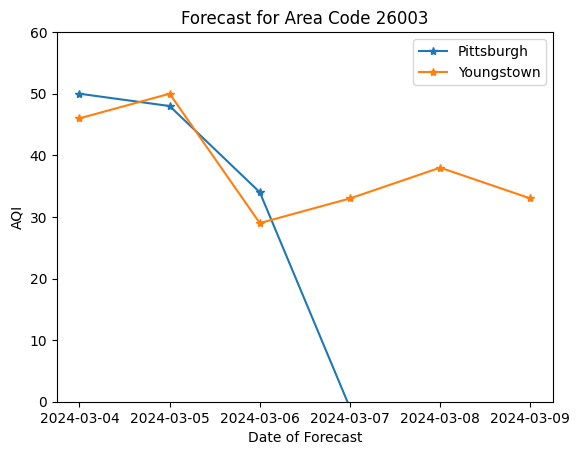 Forecast for Area Code 26003
60
50
40
30
20
10
0
AQI
Pittsburgh
Youngstown
2024-03-04 2024-03-05 2024-03-06 2024-03-07 2024-03-08 2024-03-09
Date of Forecast